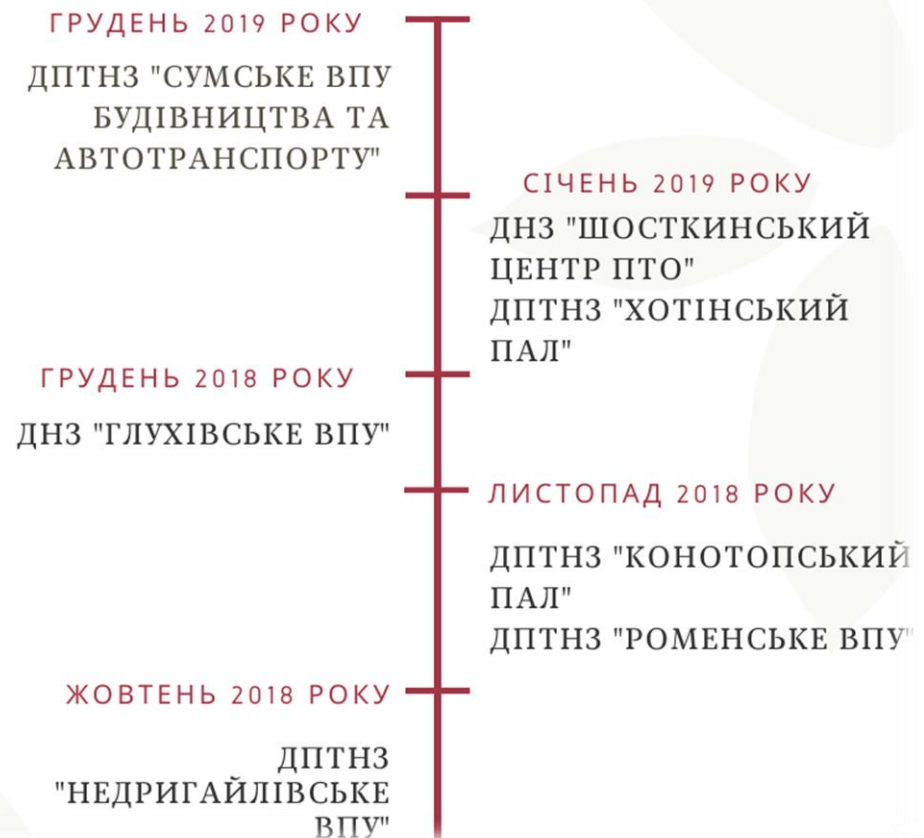 ГРУДЕНЬ 2019 РОКУ
ДПТНЗ "СУМСЬКЕ ВПУ
БУДІВНИЦТВА ТА
АВТОТРАНСПОРТУ"
СІЧЕНЬ 2019 РОКУ
ДНЗ "ШОСТКИНСЬКИЙ
ЦЕНТР ПТО"
ДПТНЗ "ХОТІНСЬКИЙ
ПАЛ"
ГРУДЕНЬ 2018 РОКУ
ДНЗ "ГЛУХІВСЬКЕ ВПУ"
ЛИСТОПАД 2018 РОКУ
ДПТНЗ "КОНОТОПСЬКИЙ
ПАЛ"
ДПТНЗ "РОМЕНСЬКЕ ВПУ"
ЖОВТЕНЬ 2018 РОКУ
ДПТНЗ
"НЕДРИГАЙЛІВСЬКЕ
ВПУ"